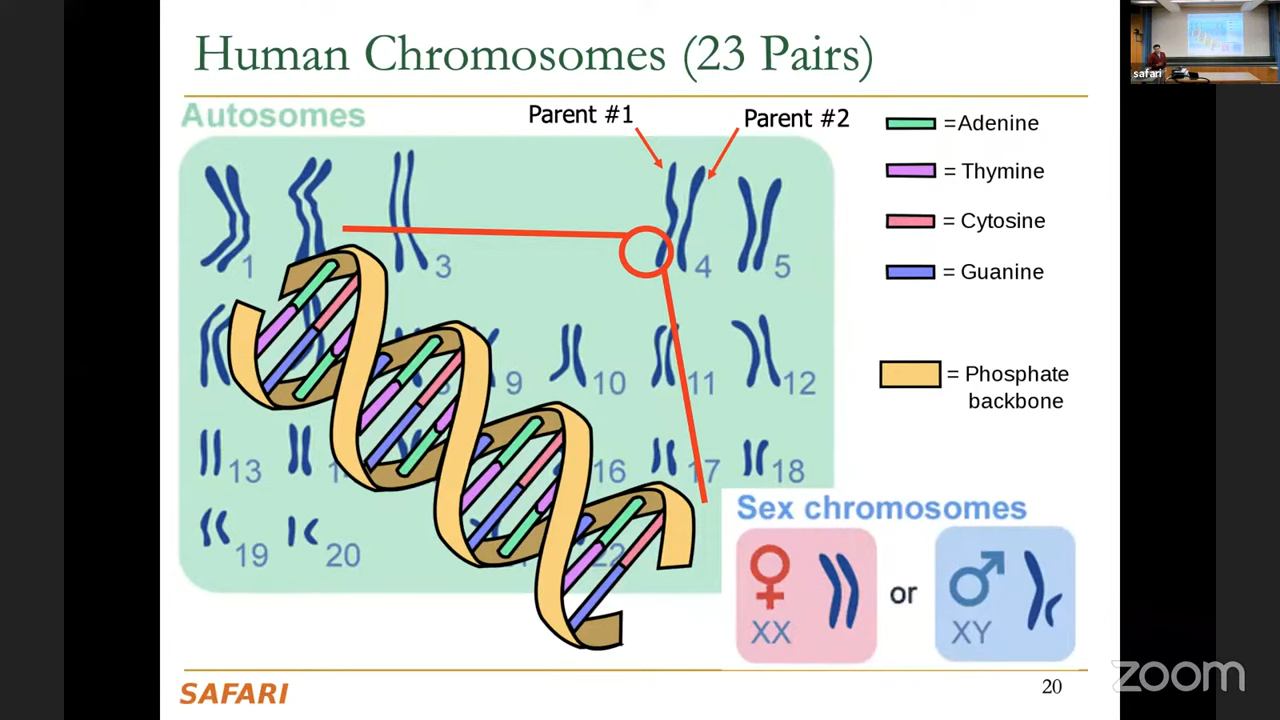 Human Chromosomes (23 Pairs)
Autosomes
Parent #1
Parent #2
=Adenine
= Thymine
= Cytosine
= Guanine
= Phosphate
backbone
1
3
4
5
9
10
11
12
13
16
17
18
19
20
22
Sex chromosomes
XX
or
XY
SAFARI
20
safari
zoom